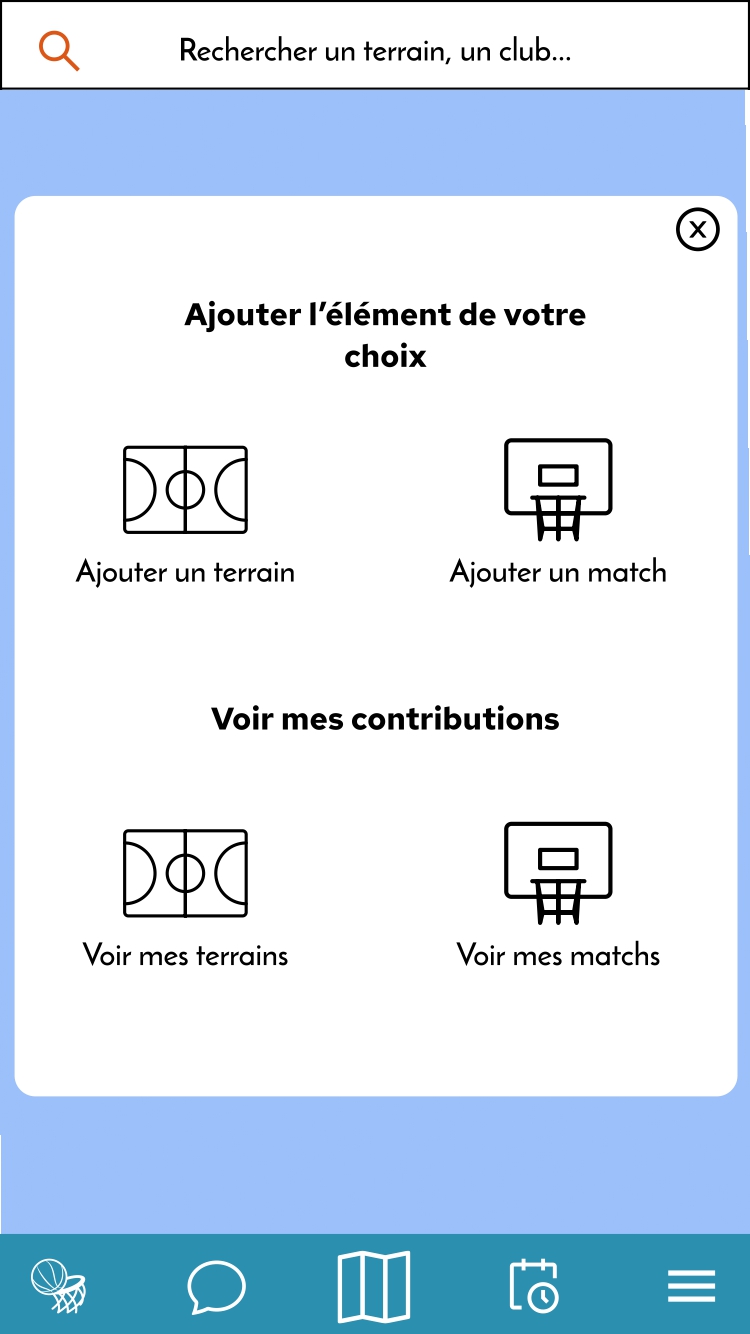 Rechercher un terrain, un club...
X
Ajouter l’élément de votre
choix
Ajouter un terrain
Ajouter un match
Voir mes contributions
Voir mes terrains
Voir mes matchs